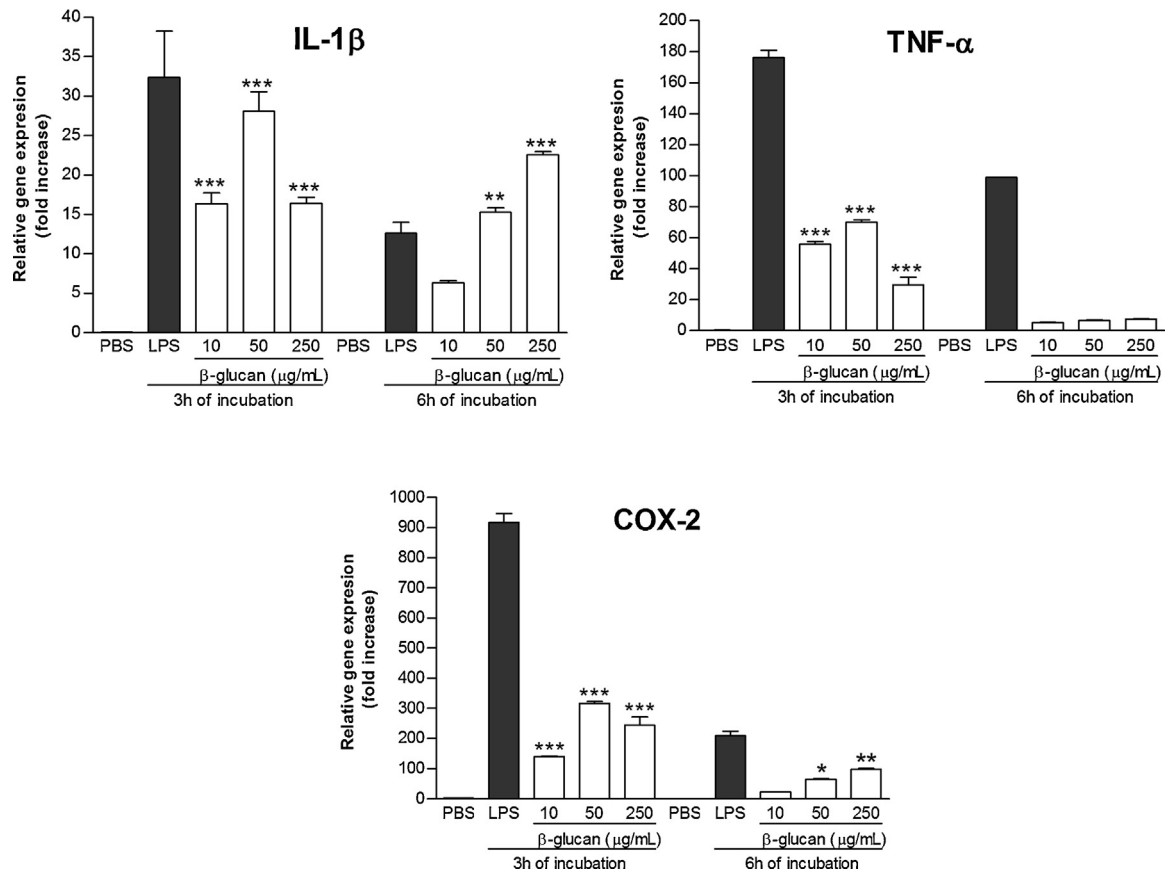 IL-1β
Relative gene expresion
(fold increase)
40
35
30
25
20
15
10
5
0
*** *** *** ** ***
PBS LPS 10 50 250 PBS LPS 10 50 250
β-glucan (µg/mL) β-glucan (µg/mL)
3h of incubation 6h of incubation
TNF-α
Relative gene expresion
(fold increase)
200
180
160
140
120
100
80
60
40
20
0
*** *** ***
PBS LPS 10 50 250 PBS LPS 10 50 250
β-glucan (µg/mL) β-glucan (µg/mL)
3h of incubation 6h of incubation
COX-2
Relative gene expresion
(fold increase)
1000
900
800
700
600
500
400
300
200
100
0
*** *** *** * **
PBS LPS 10 50 250 PBS LPS 10 50 250
β-glucan (µg/mL) β-glucan (µg/mL)
3h of incubation 6h of incubation